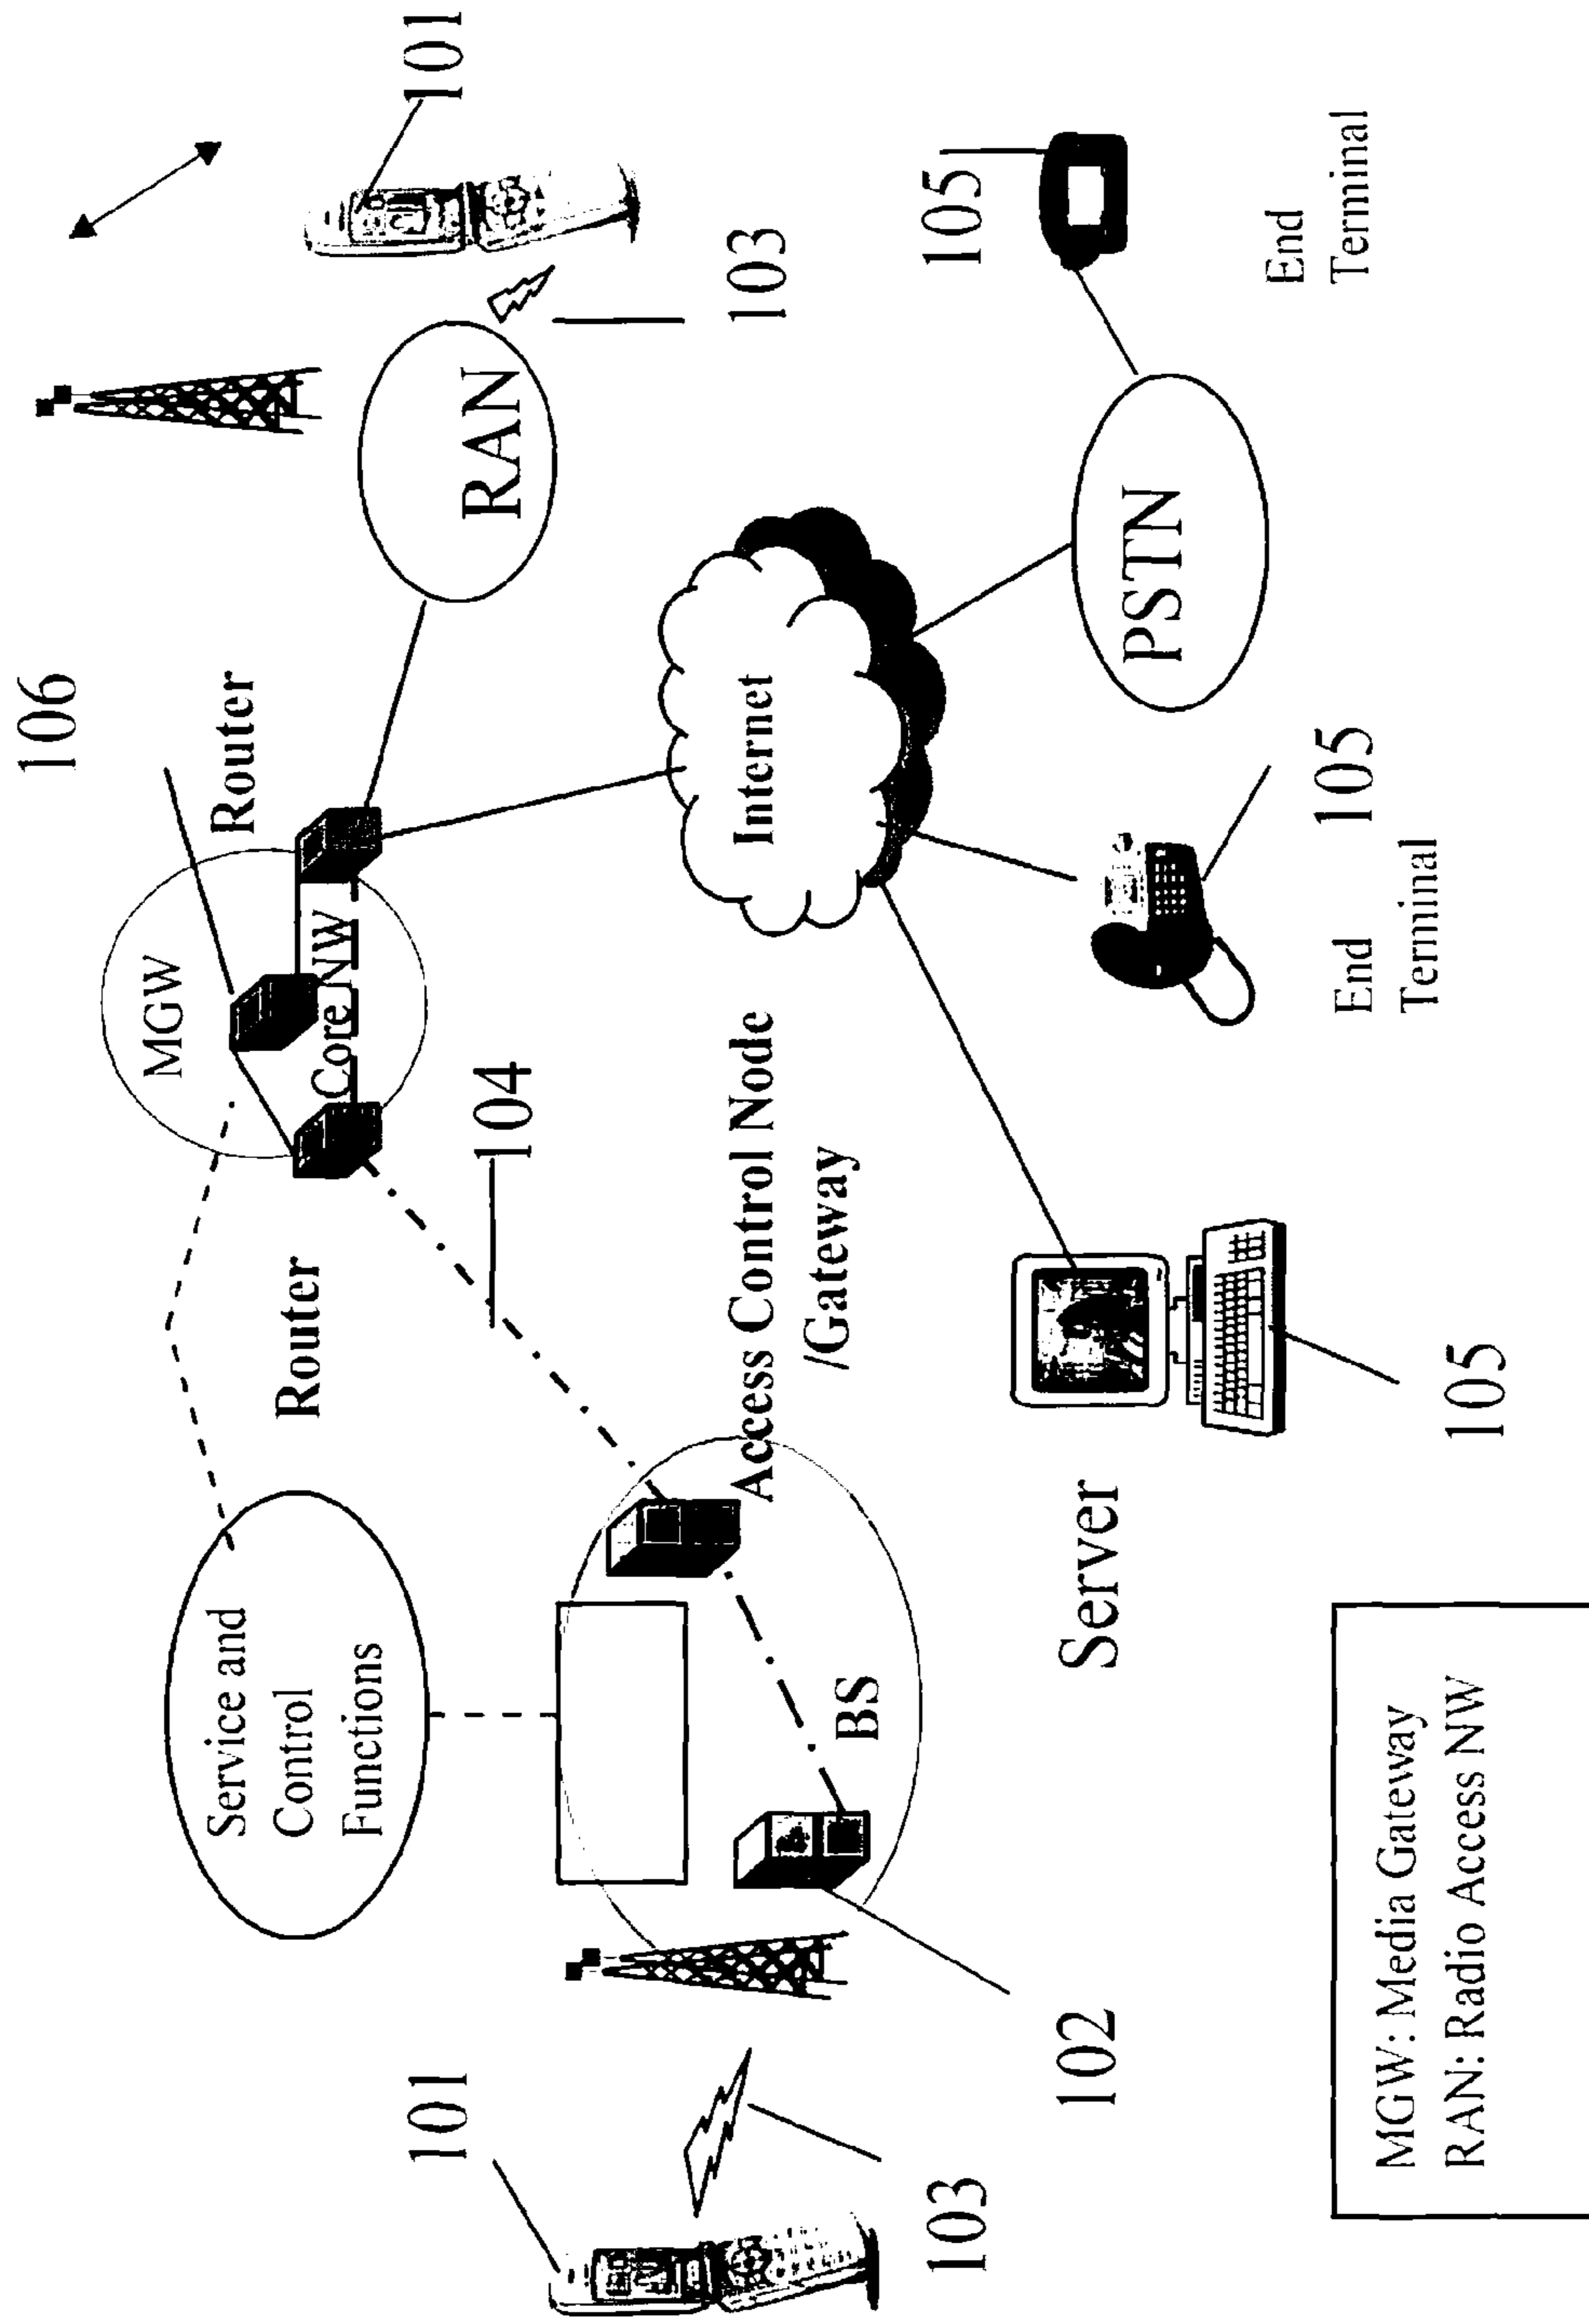 106
101
Router
MGW
Core NW
RAN
103
Service and
Control
Functions
Router
104
101
Internet
105
Access Control Node
/Gateway
BS
PSTN
103
102
Server
End
Terminal
105
End
Terminal
105
MGW: Media Gateway
RAN: Radio Access NW